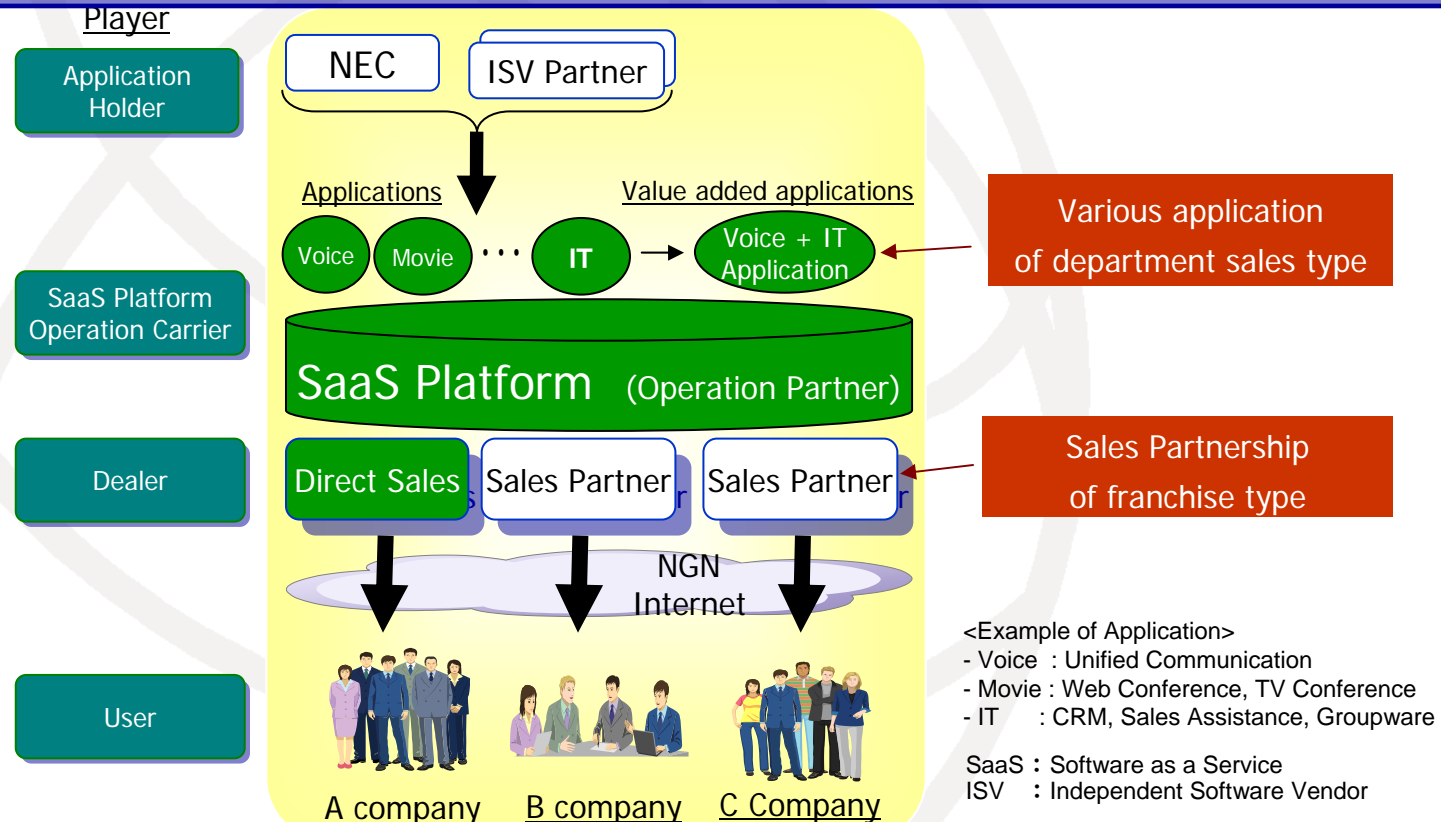 Player
Application
Holder
NEC
ISV Partner
Applications
Value added applications
Voice
Movie
···
IT
Voice + IT
Application
Various application
of department sales type
SaaS Platform
Operation Carrier
SaaS Platform (Operation Partner)
Dealer
Direct Sales
Sales Partner
Sales Partner
Sales Partnership
of franchise type
NGN
Internet
User
A company
B company
C Company
<Example of Application>
- Voice : Unified Communication
- Movie : Web Conference, TV Conference
- IT : CRM, Sales Assistance, Groupware
SaaS : Software as a Service
ISV : Independent Software Vendor